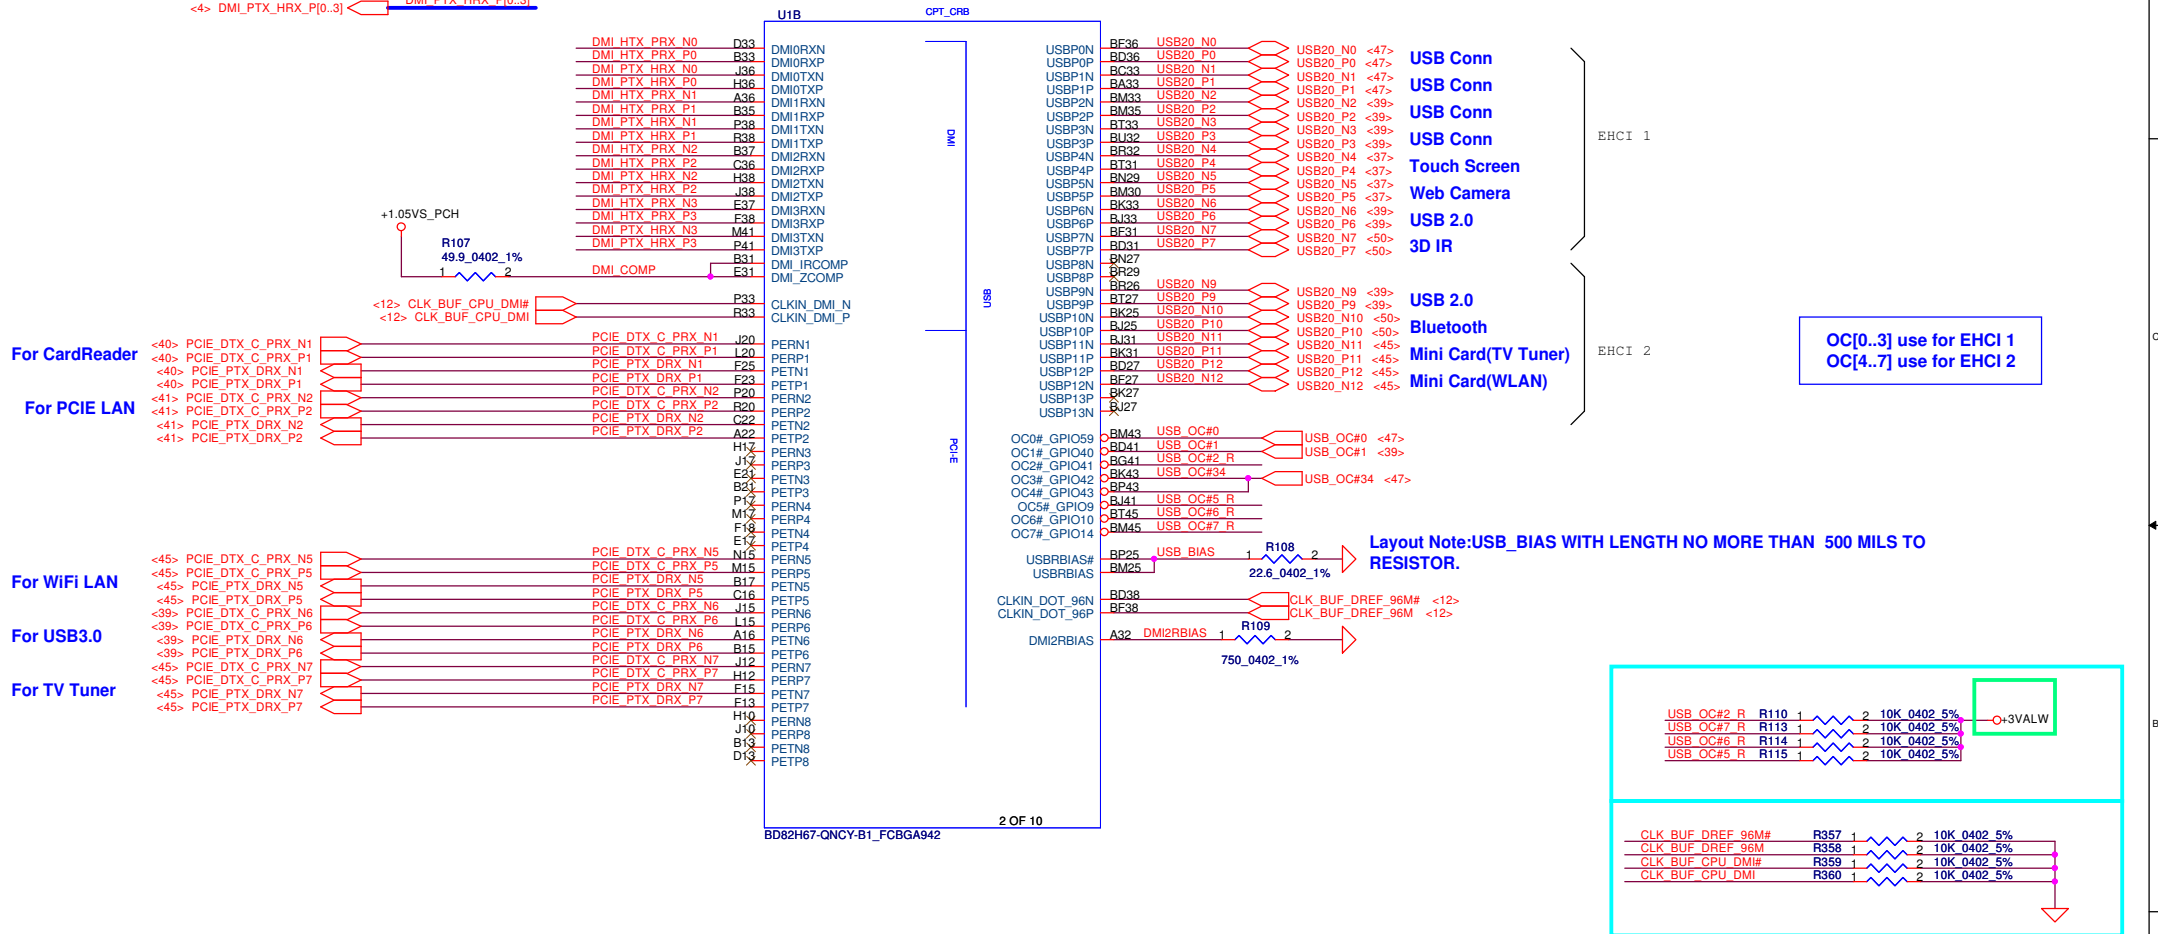 <4> DMI_PTX_HRX_P[0..3] DMI_PTX_HRX_P[0..3]
U1B
CPT_CRB
DMI_HTX_PRX_N0 D33 DMI0RXN
DMI_HTX_PRX_P0 B33 DMI0RXP
DMI_PTX_HRX_N0 J36 DMI0TXN
DMI_PTX_HRX_P0 H36 DMI0TXP
DMI_HTX_PRX_N1 A36 DMI1RXN
DMI_HTX_PRX_P1 B35 DMI1RXP
DMI_PTX_HRX_N1 P38 DMI1TXN
DMI_PTX_HRX_P1 R38 DMI1TXP
DMI_HTX_PRX_N2 B37 DMI2RXN
DMI_HTX_PRX_P2 C36 DMI2RXP
DMI_PTX_HRX_N2 H38 DMI2TXN
DMI_PTX_HRX_P2 J38 DMI2TXP
DMI_HTX_PRX_N3 E37 DMI3RXN
DMI_HTX_PRX_P3 F38 DMI3RXP
DMI_PTX_HRX_N3 M41 DMI3TXN
DMI_PTX_HRX_P3 P41 DMI3TXP
+1.05VS_PCH
R107
49.9_0402_1%
B31 DMI_IRCOMP
1 2 DMI_COMP E31 DMI_ZCOMP
<12> CLK_BUF_CPU_DMI# P33 CLKIN_DMI_N
<12> CLK_BUF_CPU_DMI R33 CLKIN_DMI_P
For CardReader
<40> PCIE_DTX_C_PRX_N1 PCIE_DTX_C_PRX_N1 J20 PERN1
<40> PCIE_DTX_C_PRX_P1 PCIE_DTX_C_PRX_P1 L20 PERP1
<40> PCIE_PTX_DRX_N1 PCIE_PTX_DRX_N1 F25 PETN1
<40> PCIE_PTX_DRX_P1 PCIE_PTX_DRX_P1 F23 PETP1
For PCIE LAN
<41> PCIE_DTX_C_PRX_N2 PCIE_DTX_C_PRX_N2 P20 PERN2
<41> PCIE_DTX_C_PRX_P2 PCIE_DTX_C_PRX_P2 R20 PERP2
<41> PCIE_PTX_DRX_N2 PCIE_PTX_DRX_N2 C22 PETN2
<41> PCIE_PTX_DRX_P2 PCIE_PTX_DRX_P2 A22 PETP2
H17 PERN3
J17 PERP3
E21 PETN3
B21 PETP3
P17 PERN4
M17 PERP4
F18 PETN4
E17 PETP4
For WiFi LAN
<45> PCIE_DTX_C_PRX_N5 PCIE_DTX_C_PRX_N5 N15 PERN5
<45> PCIE_DTX_C_PRX_P5 PCIE_DTX_C_PRX_P5 M15 PERP5
<45> PCIE_PTX_DRX_N5 PCIE_PTX_DRX_N5 B17 PETN5
<45> PCIE_PTX_DRX_P5 PCIE_PTX_DRX_P5 C16 PETP5
For USB3.0
<39> PCIE_DTX_C_PRX_N6 PCIE_DTX_C_PRX_N6 J15 PERN6
<39> PCIE_DTX_C_PRX_P6 PCIE_DTX_C_PRX_P6 L15 PERP6
<39> PCIE_PTX_DRX_N6 PCIE_PTX_DRX_N6 A16 PETN6
<39> PCIE_PTX_DRX_P6 PCIE_PTX_DRX_P6 B15 PETP6
For TV Tuner
<45> PCIE_DTX_C_PRX_N7 PCIE_DTX_C_PRX_N7 J12 PERN7
<45> PCIE_DTX_C_PRX_P7 PCIE_DTX_C_PRX_P7 H12 PERP7
<45> PCIE_PTX_DRX_N7 PCIE_PTX_DRX_N7 F15 PETN7
<45> PCIE_PTX_DRX_P7 PCIE_PTX_DRX_P7 F13 PETP7
H10 PERN8
J10 PERP8
B13 PETN8
D13 PETP8
DMI
USB
PCI-E
2 OF 10
BD82H67-QNCY-B1_FCBGA942
USBP0N BF36 USB20_N0 USB20_N0 <47>
USBP0P BD36 USB20_P0 USB20_P0 <47> USB Conn
USBP1N BC33 USB20_N1 USB20_N1 <47>
USBP1P BA33 USB20_P1 USB20_P1 <47> USB Conn
USBP2N BM33 USB20_N2 USB20_N2 <39>
USBP2P BM35 USB20_P2 USB20_P2 <39> USB Conn
USBP3N BT33 USB20_N3 USB20_N3 <39>
USBP3P BU32 USB20_P3 USB20_P3 <39> USB Conn
USBP4N BR32 USB20_N4 USB20_N4 <37>
USBP4P BT31 USB20_P4 USB20_P4 <37> Touch Screen
USBP5N BN29 USB20_N5 USB20_N5 <37>
USBP5P BM30 USB20_P5 USB20_P5 <37> Web Camera
USBP6N BK33 USB20_N6 USB20_N6 <39>
USBP6P BJ33 USB20_P6 USB20_P6 <39> USB 2.0
USBP7N BF31 USB20_N7 USB20_N7 <50>
USBP7P BD31 USB20_P7 USB20_P7 <50> 3D IR
EHCI 1
USBP8N BN27
USBP8P BR29
USBP9N BR26 USB20_N9 USB20_N9 <39>
USBP9P BT27 USB20_P9 USB20_P9 <39> USB 2.0
USBP10N BK25 USB20_N10 USB20_N10 <50>
USBP10P BJ25 USB20_P10 USB20_P10 <50> Bluetooth
USBP11N BJ31 USB20_N11 USB20_N11 <45>
USBP11P BK31 USB20_P11 USB20_P11 <45> Mini Card(TV Tuner)
USBP12P BD27 USB20_P12 USB20_P12 <45>
USBP12N BF27 USB20_N12 USB20_N12 <45> Mini Card(WLAN)
USBP13P BK27
USBP13N BJ27
EHCI 2
OC[0..3] use for EHCI 1
OC[4..7] use for EHCI 2
OC0#_GPIO59 BM43 USB_OC#0 USB_OC#0 <47>
OC1#_GPIO40 BD41 USB_OC#1 USB_OC#1 <39>
OC2#_GPIO41 BG41 USB_OC#2_R
OC3#_GPIO42 BK43 USB_OC#34 USB_OC#34 <47>
OC4#_GPIO43 BP43
OC5#_GPIO9 BJ41 USB_OC#5_R
OC6#_GPIO10 BT45 USB_OC#6_R
OC7#_GPIO14 BM45 USB_OC#7_R
USBRBIAS# BP25 USB_BIAS 1 R108 2
USBRBIAS BM25 22.6_0402_1%
Layout Note:USB_BIAS WITH LENGTH NO MORE THAN 500 MILS TO
RESISTOR.
CLKIN_DOT_96N BD38 CLK_BUF_DREF_96M# <12>
CLKIN_DOT_96P BF38 CLK_BUF_DREF_96M <12>
DMI2RBIAS A32 DMI2RBIAS 1 R109 2
750_0402_1%
USB_OC#2_R R110 1 2 10K_0402_5% +3VALW
USB_OC#7_R R113 1 2 10K_0402_5%
USB_OC#6_R R114 1 2 10K_0402_5%
USB_OC#5_R R115 1 2 10K_0402_5%
CLK_BUF_DREF_96M# R357 1 2 10K_0402_5%
CLK_BUF_DREF_96M R358 1 2 10K_0402_5%
CLK_BUF_CPU_DMI# R359 1 2 10K_0402_5%
CLK_BUF_CPU_DMI R360 1 2 10K_0402_5%
B